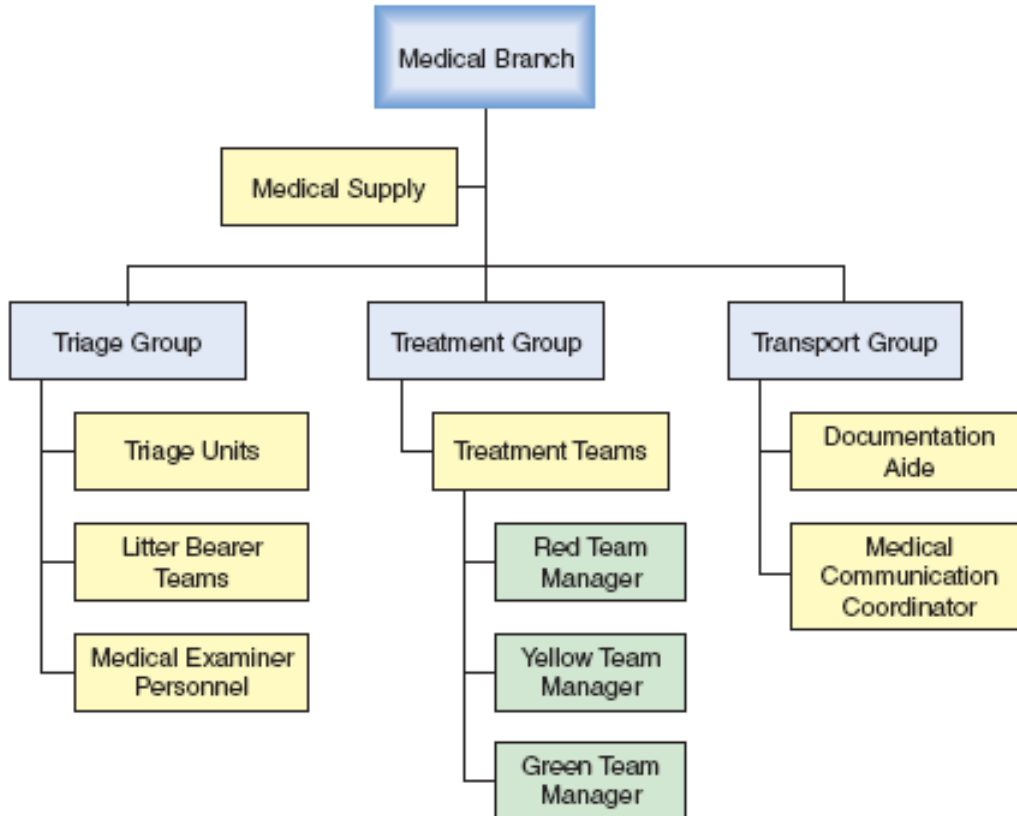 Medical Branch
Medical Supply
Triage Group
Treatment Group
Transport Group
Triage Units
Litter Bearer
Teams
Medical Examiner
Personnel
Treatment Teams
Red Team
Manager
Yellow Team
Manager
Green Team
Manager
Documentation
Aide
Medical
Communication
Coordinator